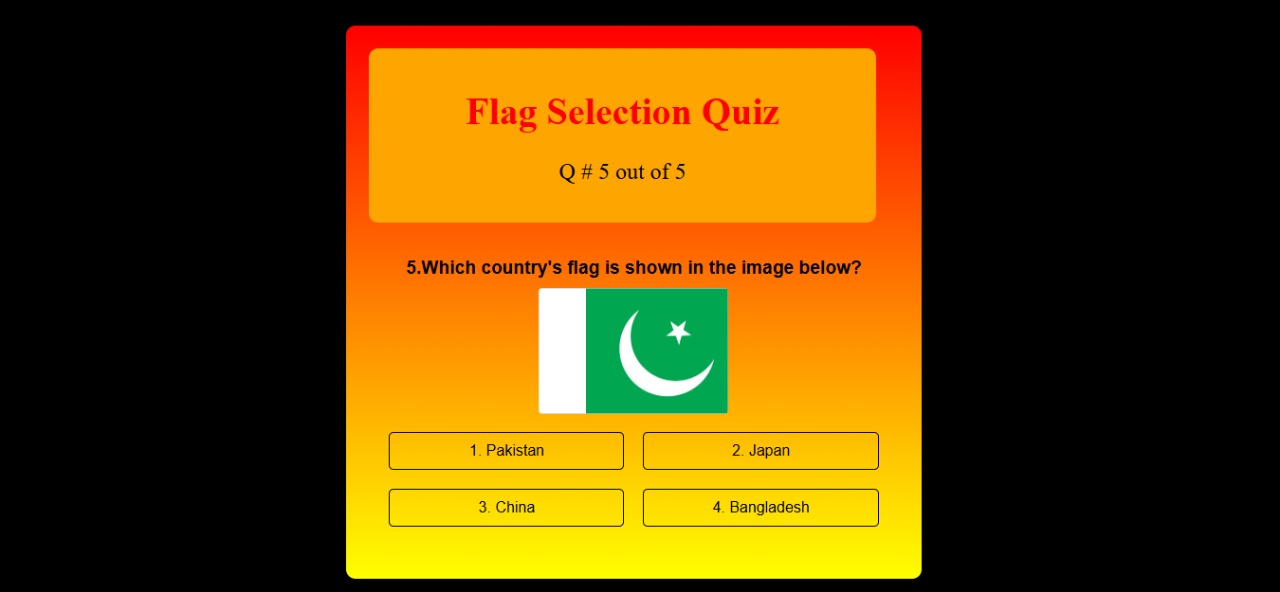 Flag Selection Quiz
Q # 5 out of 5
5.Which country's flag is shown in the image below?
1. Pakistan
2. Japan
3. China
4. Bangladesh